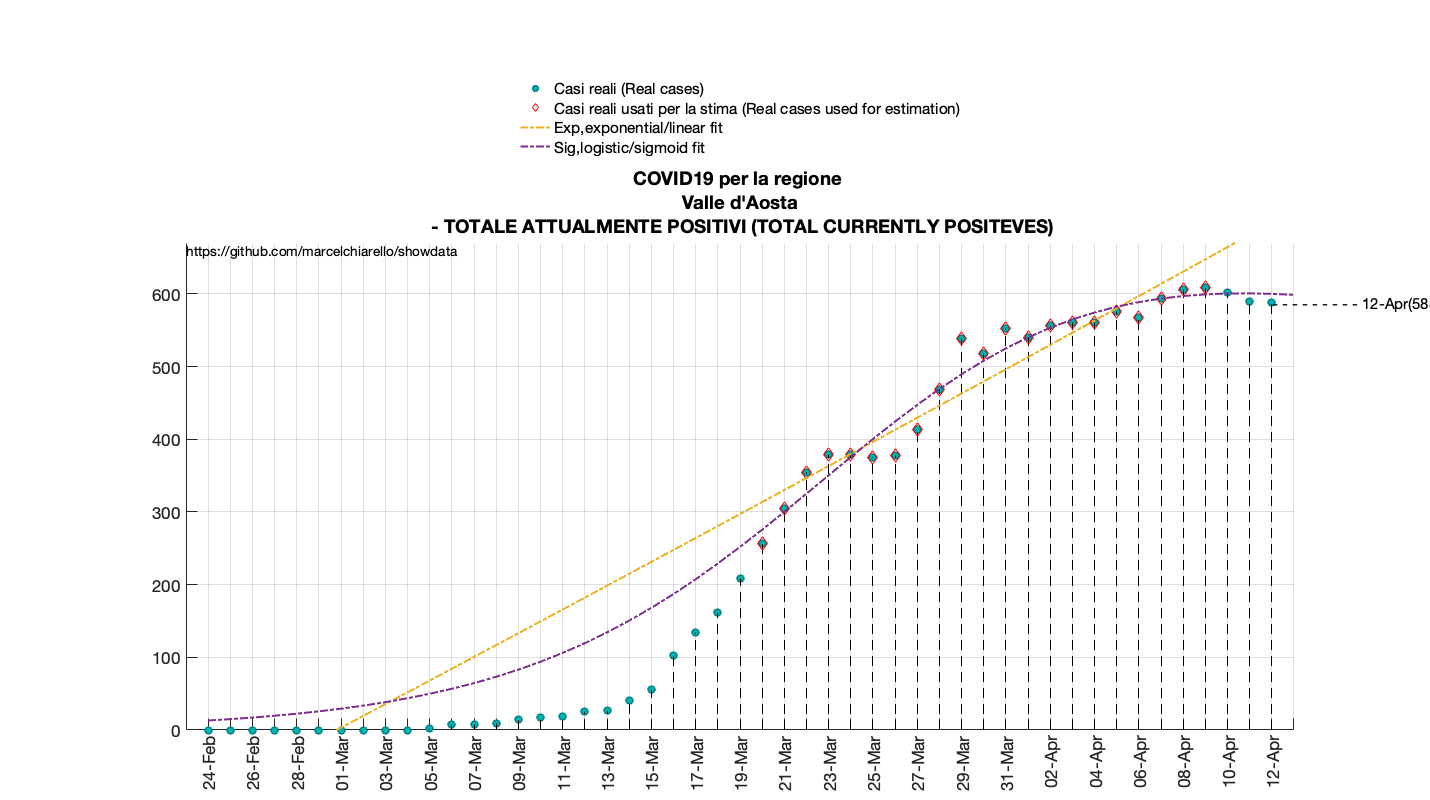 Casi reali (Real cases)
Casi reali usati per la stima (Real cases used for estimation)
Exp,exponential/linear fit
Sig,logistic/sigmoid fit
COVID19 per la regione
Valle d'Aosta
- TOTALE ATTUALMENTE POSITIVI (TOTAL CURRENTLY POSITEVES)
https://github.com/marcelchiarello/showdata
600
500
400
300
200
100
0
12-Apr(58
24-Feb
26-Feb
28-Feb
01-Mar
03-Mar
05-Mar
07-Mar
09-Mar
11-Mar
13-Mar
15-Mar
17-Mar
19-Mar
21-Mar
23-Mar
25-Mar
27-Mar
29-Mar
31-Mar
02-Apr
04-Apr
06-Apr
08-Apr
10-Apr
12-Apr